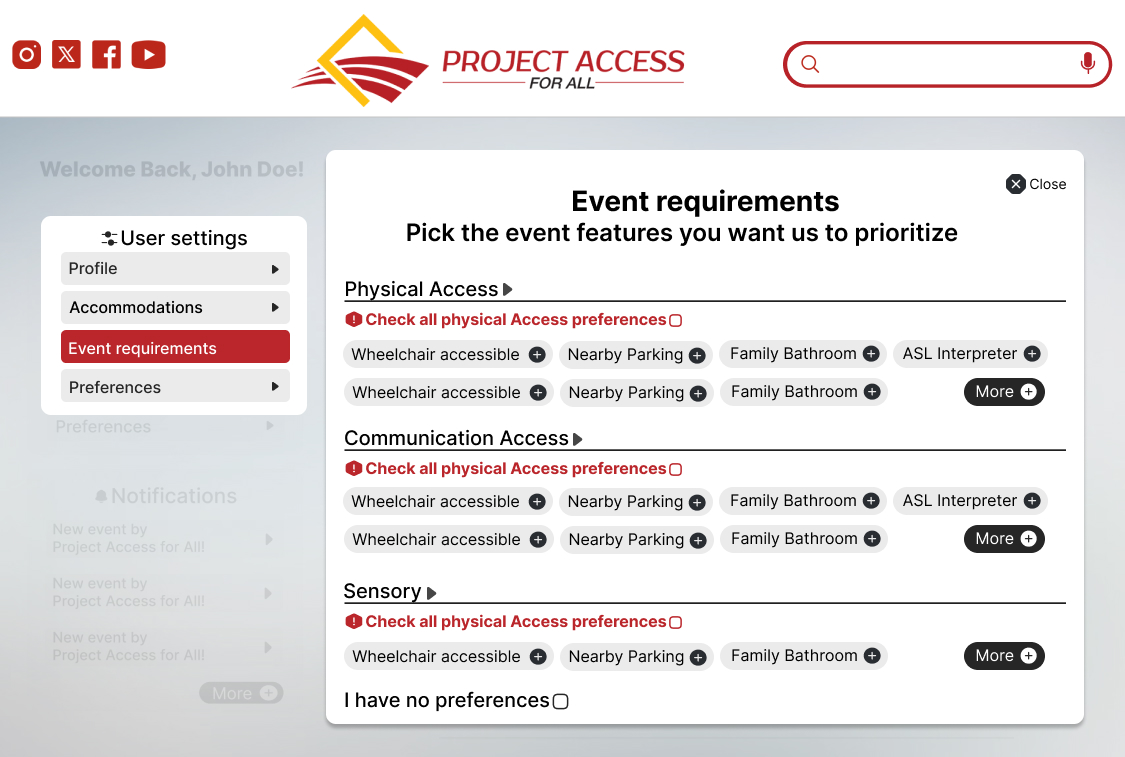 PROJECT ACCESS
FOR ALL
Welcome Back, John Doe!
User settings
Profile
Accommodations
Event requirements
Preferences
Preferences
Notifications
New event by
Project Access for All!
New event by
Project Access for All!
New event by
Project Access for All!
More
Close
Event requirements
Pick the event features you want us to prioritize
Physical Access
Check all physical Access preferences
Wheelchair accessible Nearby Parking Family Bathroom ASL Interpreter
Wheelchair accessible Nearby Parking Family Bathroom More
Communication Access
Check all physical Access preferences
Wheelchair accessible Nearby Parking Family Bathroom ASL Interpreter
Wheelchair accessible Nearby Parking Family Bathroom More
Sensory
Check all physical Access preferences
Wheelchair accessible Nearby Parking Family Bathroom More
I have no preferences